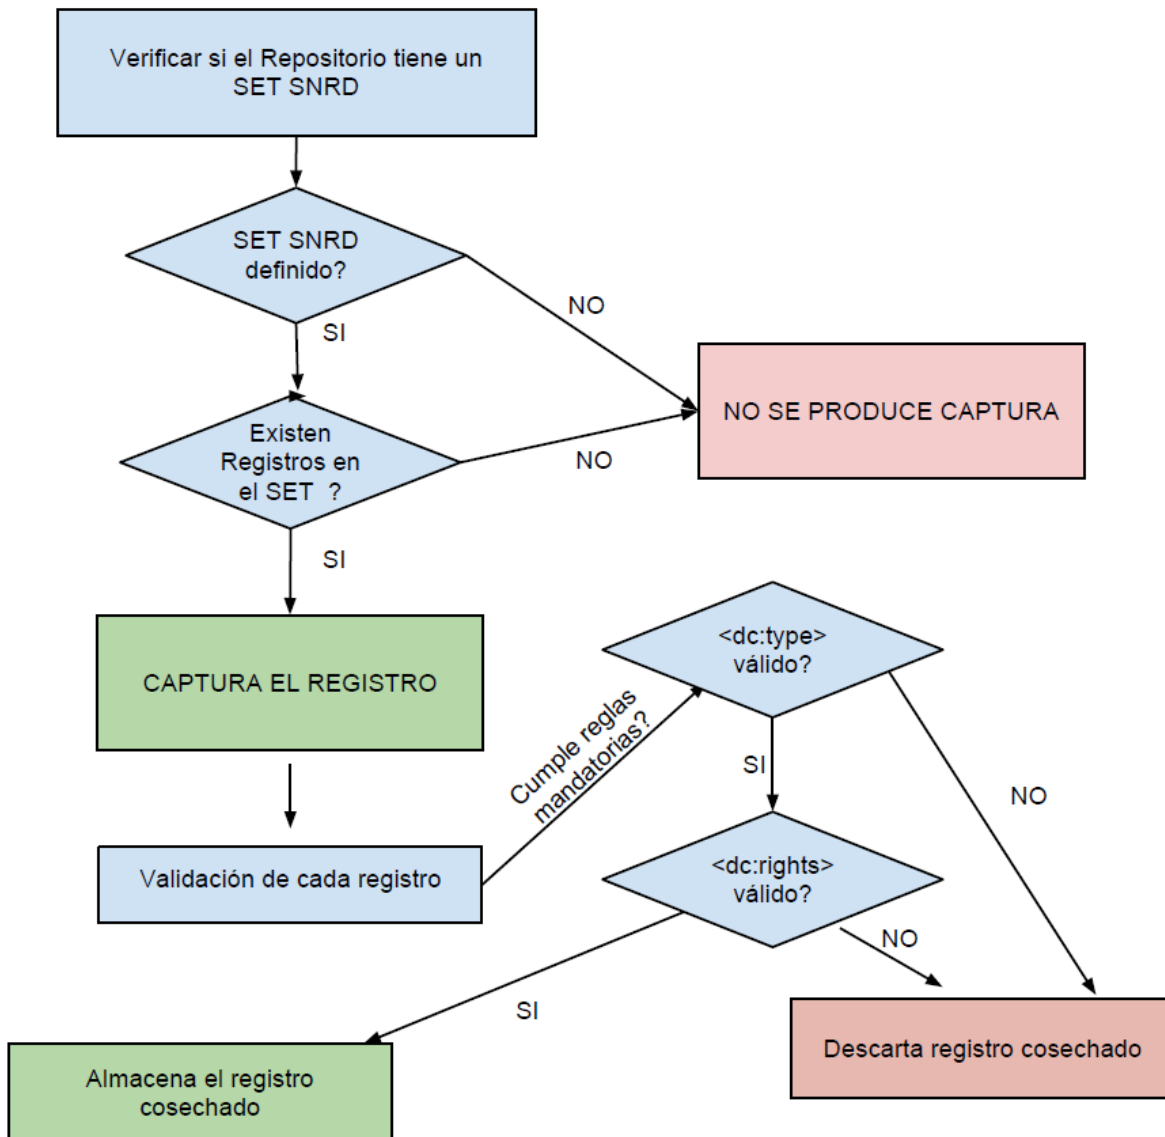 Verificar si el Repositorio tiene un
SET SNRD
SET SNRD
definido?
NO
SI
NO SE PRODUCE CAPTURA
Existen
Registros en
el SET ?
NO
SI
CAPTURA EL REGISTRO
<dc:type>
válido?
Cumple reglas
mandatorias?
SI
NO
Validación de cada registro
<dc:rights>
válido?
NO
SI
Descarta registro cosechado
Almacena el registro
cosechado